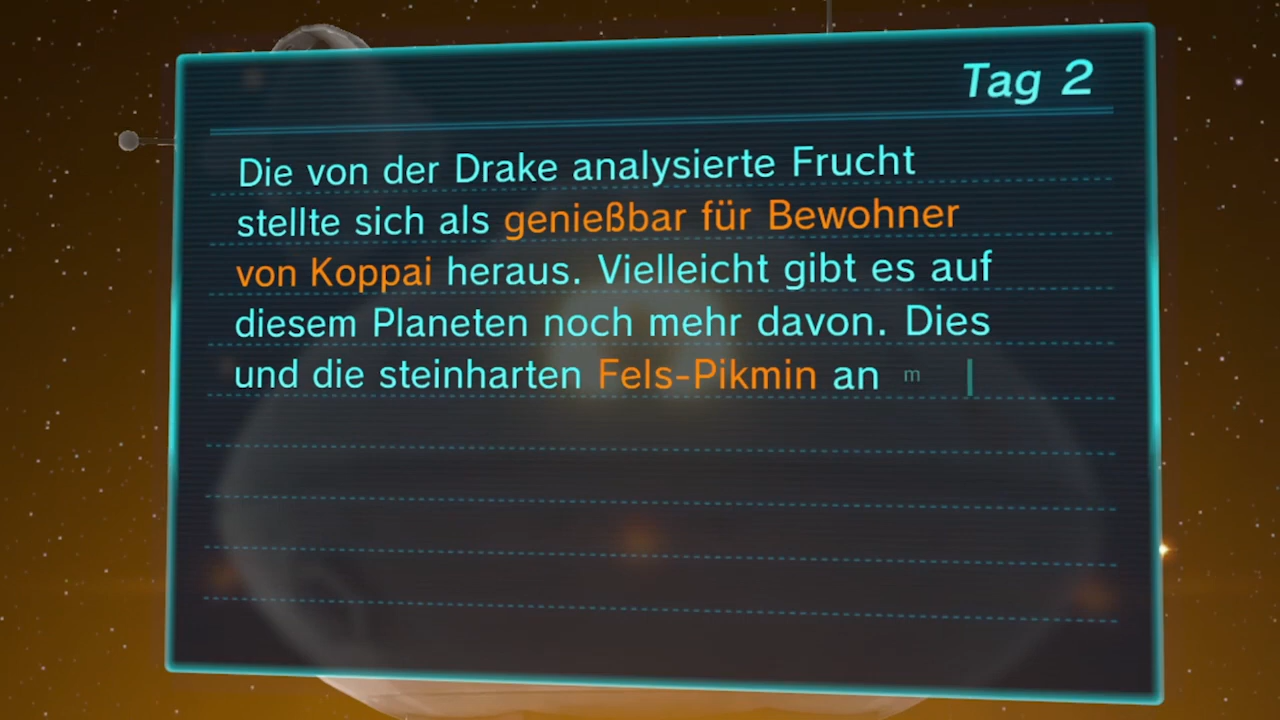 Tag 2
Die von der Drake analysierte Frucht
stellte sich als genießbar für Bewohner
von Koppai heraus. Vielleicht gibt es auf
diesem Planeten noch mehr davon. Dies
und die steinharten Fels-Pikmin an m